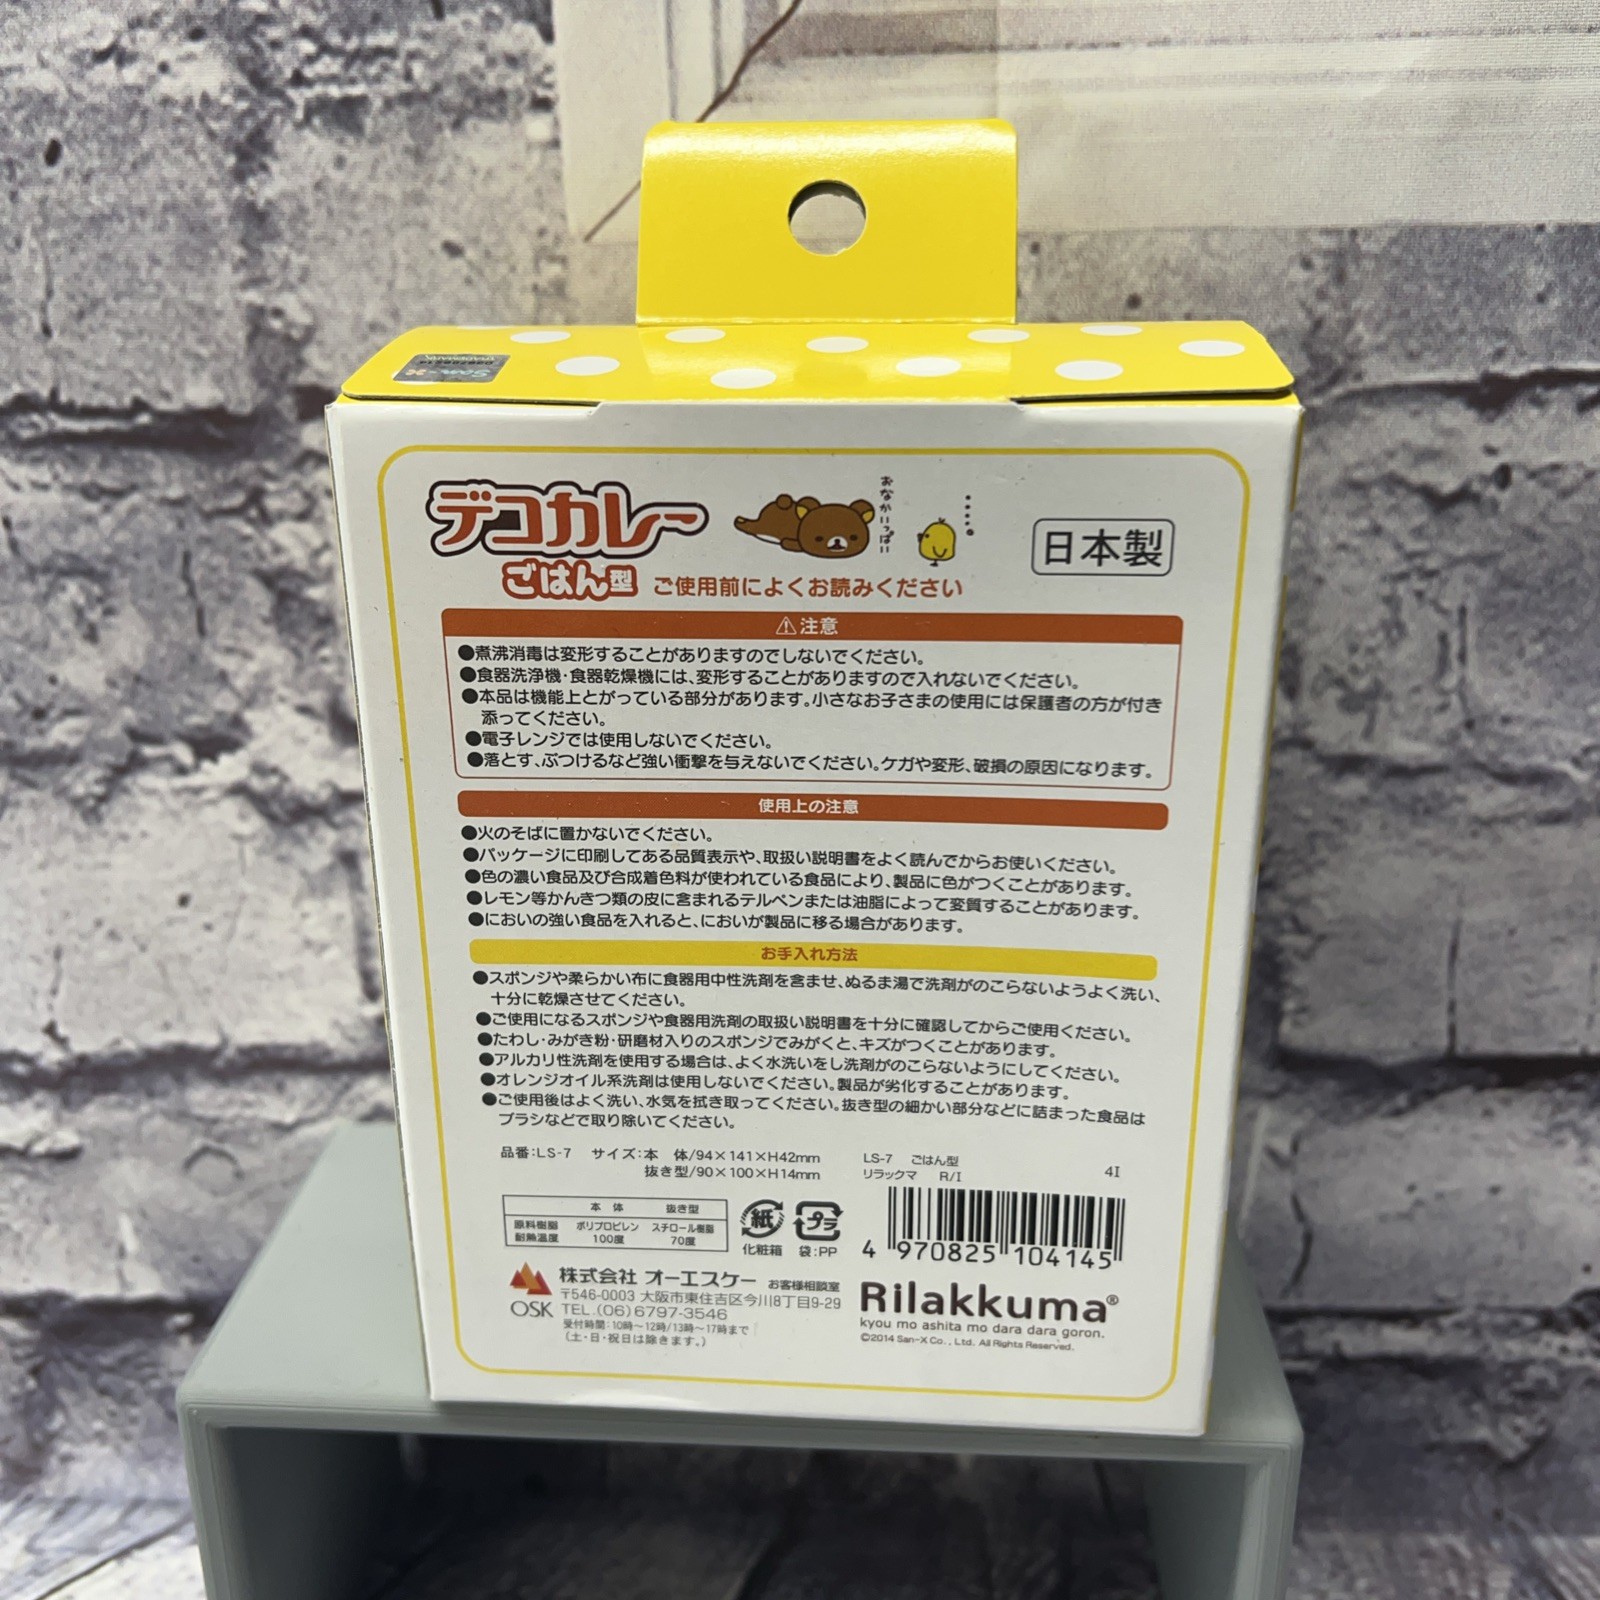 San-x
デコカレー
おなかいっぱい
日本製
ごはん型 ご使用前によくお読みください
⚠注意
●煮沸消毒は変形することがありますのでしないでください。
●食器洗浄機・食器乾燥機には、変形することがありますので入れないでください。
●本品は機能上とがっている部分があります。小さなお子さまの使用には保護者の方が付き
添ってください。
●電子レンジでは使用しないでください。
●落とす、ぶつけるなど強い衝撃を与えないでください。ケガや変形、破損の原因になります。
使用上の注意
●火のそばに置かないでください。
●パッケージに印刷してある品質表示や、取扱い説明書をよく読んでからお使いください。
●色の濃い食品及び合成着色料が使われている食品により、製品に色がつくことがあります。
●レモン等かんきつ類の皮に含まれるテルペンまたは油脂によって変質することがあります。
●においの強い食品を入れると、においが製品に移る場合があります。
お手入れ方法
●スポンジや柔らかい布に食器用中性洗剤を含ませ、ぬるま湯で洗剤がのこらないようよく洗い、
十分に乾燥させてください。
●ご使用になるスポンジや食器用洗剤の取扱い説明書を十分に確認してからご使用ください。
●たわし・みがき粉・研磨材入りのスポンジでみがくと、キズがつくことがあります。
●アルカリ性洗剤を使用する場合は、よく水洗いをし洗剤がのこらないようにしてください。
●オレンジオイル系洗剤は使用しないでください。製品が劣化することがあります。
●ご使用後はよく洗い、水気を拭き取ってください。抜き型の細かい部分などに詰まった食品は
ブラシなどで取り除いてください。
品番:LS-7 サイズ:本 体/94×141×H42mm
抜き型/90×100×H14mm
LS-7 ごはん型
リラックマ R/I 4I
本 体 抜き型
原料樹脂 ポリプロピレン スチロール樹脂
耐熱温度 100度 70度
紙 プラ
化粧箱 袋:PP
4 970825 104145
OSK
株式会社 オーエスケー お客様相談室
〒546-0003 大阪市東住吉区今川8丁目9-29
TEL.(06)6797-3546
受付時間:10時~12時/13時~17時まで
(土・日・祝日は除きます。)
Rilakkuma®
kyou mo ashita mo dara dara goron.
©2014 San-X Co., Ltd. All Rights Reserved.